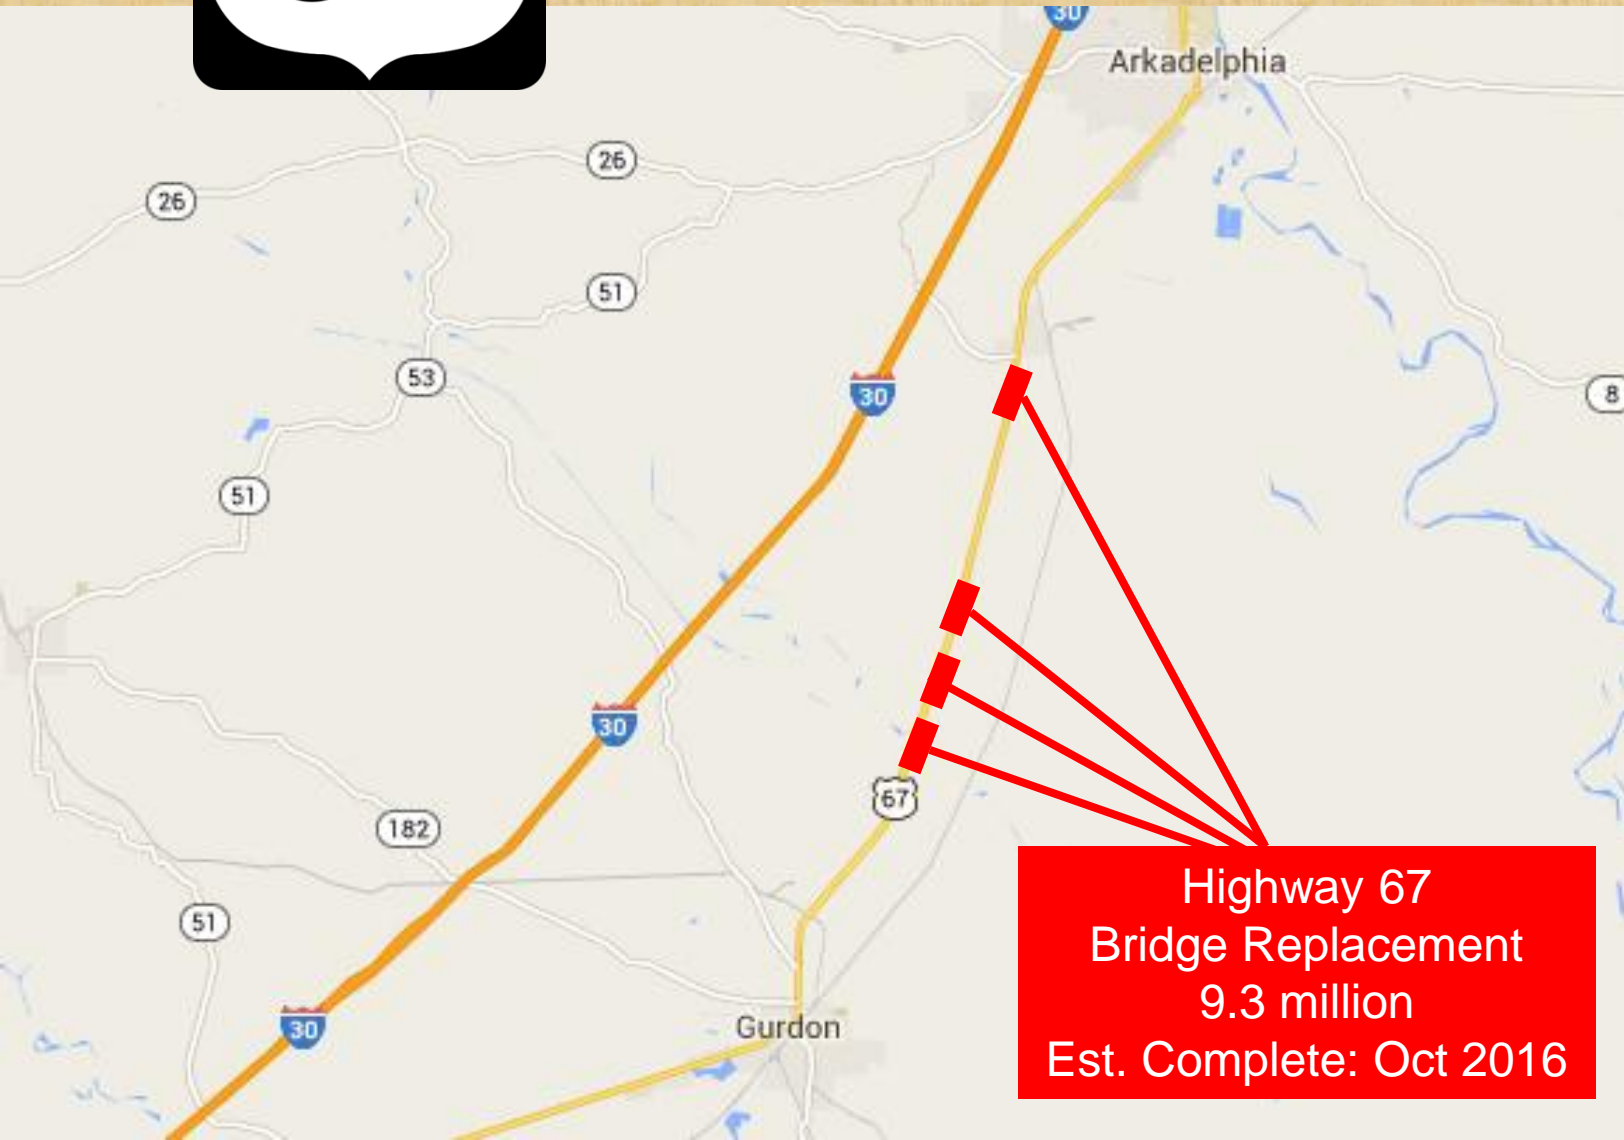 30
Arkadelphia
26
26
51
53
30
8
51
30
67
182
51
30
Gurdon
Highway 67
Bridge Replacement
9.3 million
Est. Complete: Oct 2016